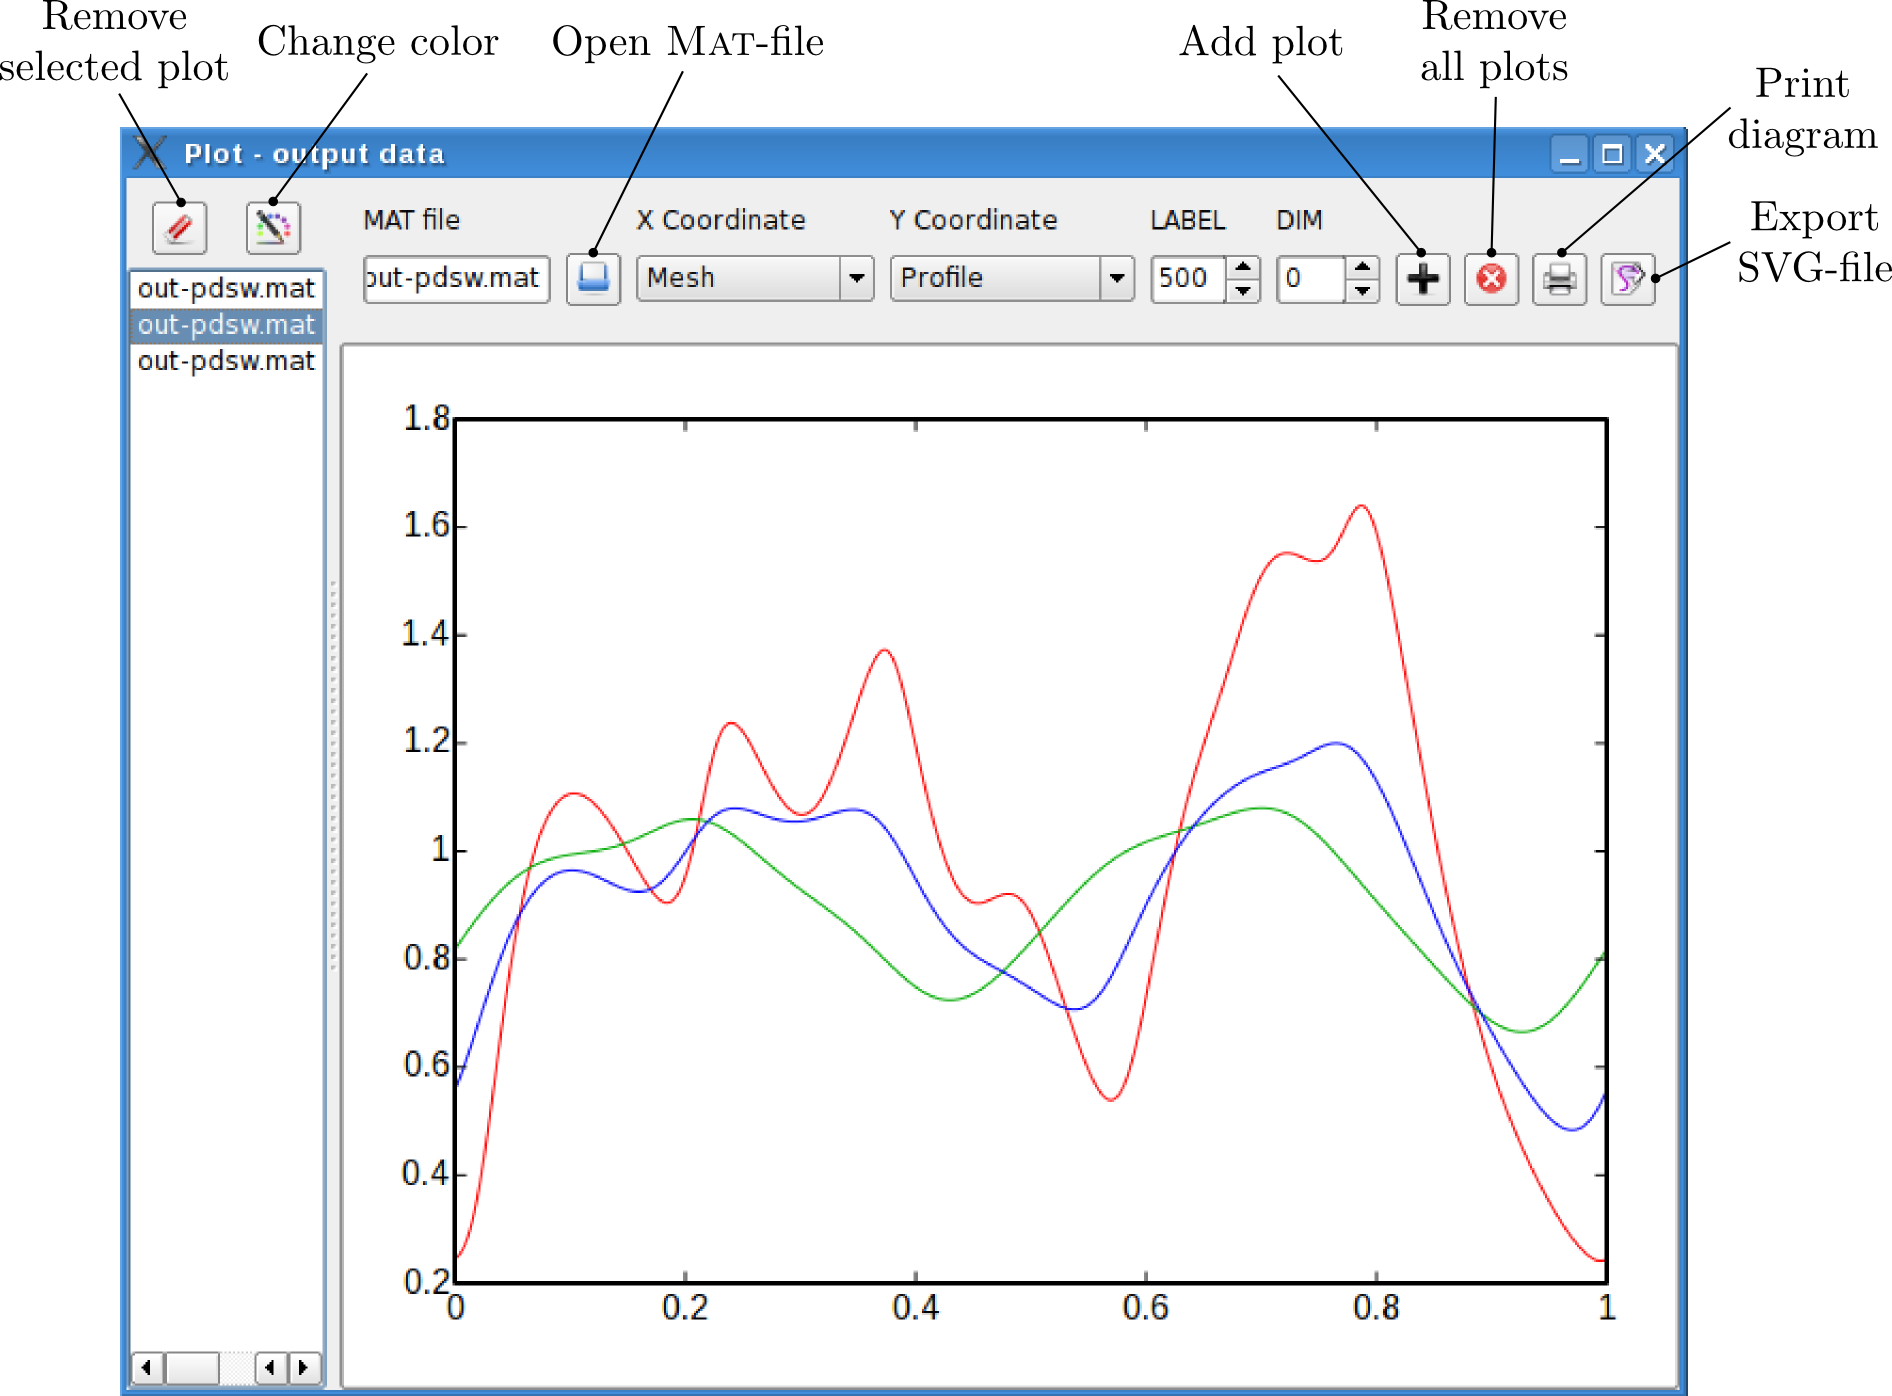 Remove
selected plot
Change color
Open MAT-file
Add plot
Remove
all plots
Print
diagram
Export
SVG-file
Plot - output data
MAT file
X Coordinate
Y Coordinate
LABEL
DIM
out-pdsw.mat
Mesh
Profile
500
0
out-pdsw.mat
out-pdsw.mat
out-pdsw.mat
1.8
1.6
1.4
1.2
1
0.8
0.6
0.4
0.2
0
0.2
0.4
0.6
0.8
1